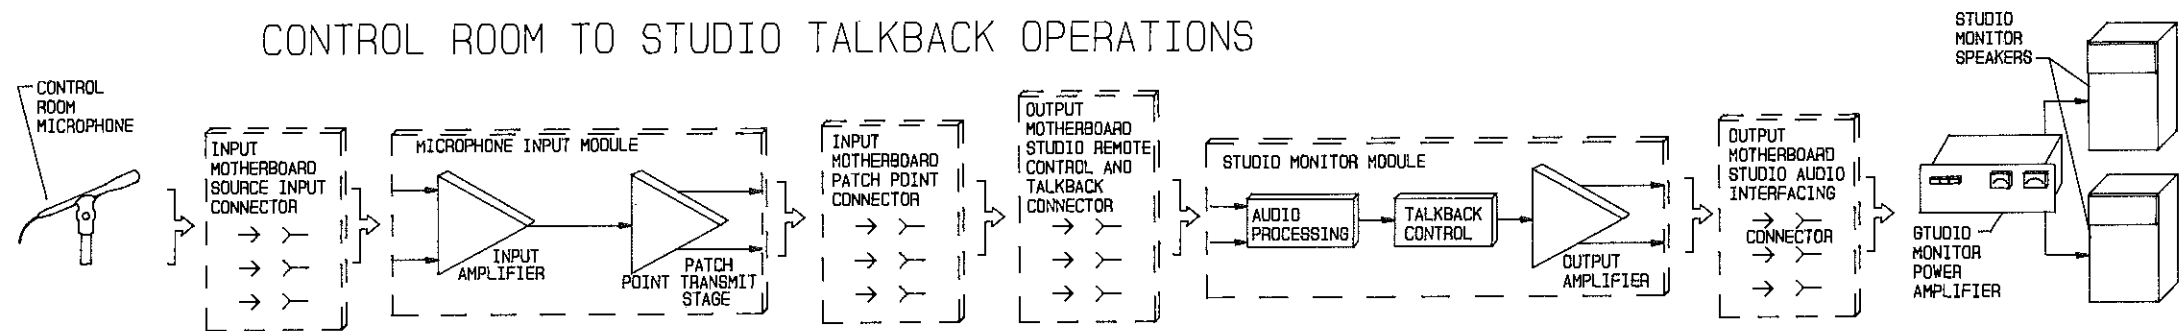 CONTROL ROOM TO STUDIO TALKBACK OPERATIONS
CONTROL
ROOM
MICROPHONE
INPUT
MOTHERBOARD
SOURCE INPUT
CONNECTOR
MICROPHONE INPUT MODULE
INPUT
AMPLIFIER
PATCH
POINT TRANSMIT
STAGE
INPUT
MOTHERBOARD
PATCH POINT
CONNECTOR
OUTPUT
MOTHERBOARD
STUDIO REMOTE
CONTROL AND
TALKBACK
CONNECTOR
STUDIO MONITOR MODULE
AUDIO
PROCESSING
TALKBACK
CONTROL
OUTPUT
AMPLIFIER
OUTPUT
MOTHERBOARD
STUDIO AUDIO
INTERFACING
CONNECTOR
STUDIO
MONITOR
SPEAKERS
GTUDIO
MONITOR
POWER
AMPLIFIER